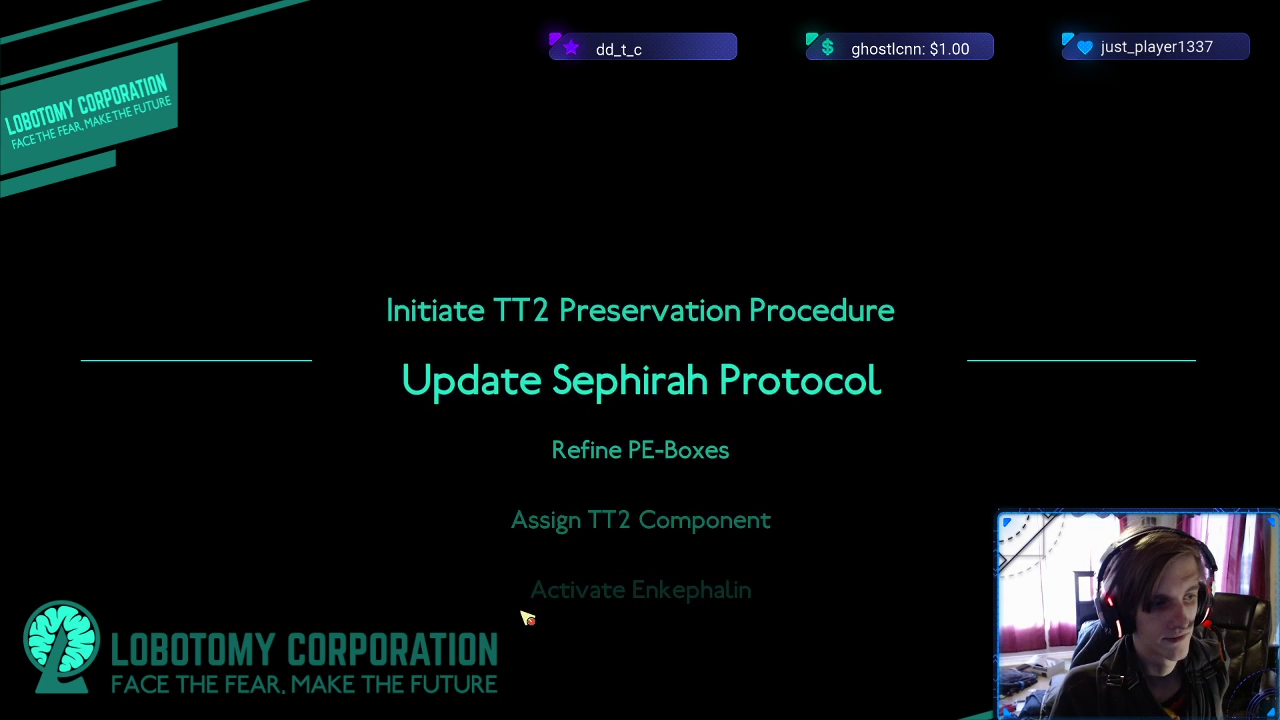 LOBOTOMY CORPORATION
FACE THE FEAR, MAKE THE FUTURE
dd_t_c
ghostlcnn: $1.00
just_player1337
Initiate TT2 Preservation Procedure
Update Sephirah Protocol
Refine PE-Boxes
Assign TT2 Component
Activate Enkephalin
LOBOTOMY CORPORATION
FACE THE FEAR, MAKE THE FUTURE